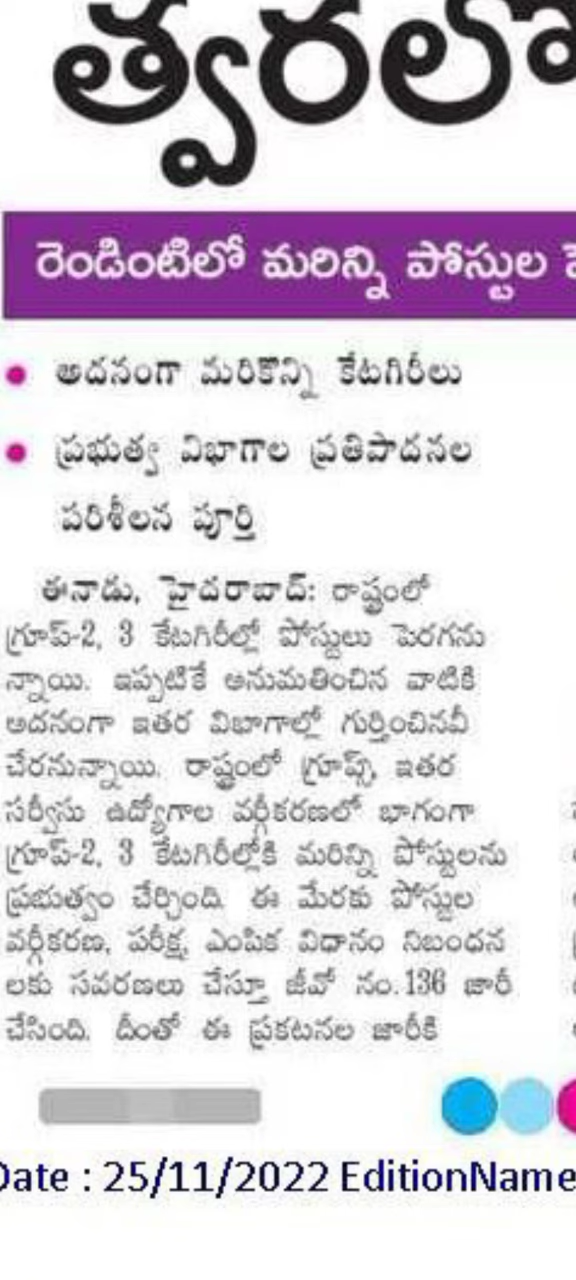 త్వరలో
రెండింటిలో మరిన్ని పోస్టుల
• అదనంగా మరికొన్ని కేటగిరీలు
• ప్రభుత్వ విభాగాల ప్రతిపాదనల
పరిశీలన పూర్తి
ఈనాడు, హైదరాబాద్: రాష్ట్రంలో
గ్రూప్-2, 3 కేటగిరీల్లో పోస్టులు పెరగను
న్నాయి. ఇప్పటికే అనుమతించిన వాటికి
అదనంగా ఇతర విభాగాల్లో గుర్తించినవీ
చేరనున్నాయి. రాష్ట్రంలో గ్రూప్స్, ఇతర
సర్వీసు ఉద్యోగాల వర్గీకరణలో భాగంగా
గ్రూప్-2, 3 కేటగిరీల్లోకి మరిన్ని పోస్టులను
ప్రభుత్వం చేర్చింది. ఈ మేరకు పోస్టుల
వర్గీకరణ, పరీక్ష, ఎంపిక విధానం నిబంధన
లకు సవరణలు చేస్తూ జీవో నం.136 జారీ
చేసింది. దీంతో ఈ ప్రకటనల జారీకి
Date : 25/11/2022 EditionName